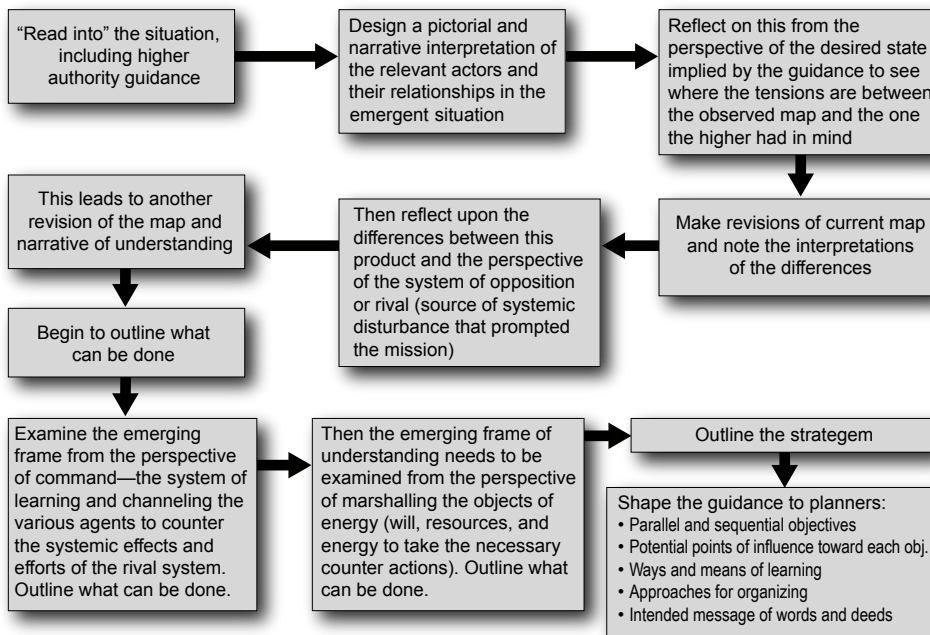 “Read into” the situation,
including higher
authority guidance
Design a pictorial and
narrative interpretation of
the relevant actors and
their relationships in the
emergent situation
Reflect on this from the
perspective of the desired state
implied by the guidance to see
where the tensions are between
the observed map and the one
the higher had in mind
Make revisions of current map
and note the interpretations
of the differences
Then reflect upon the
differences between this
product and the perspective
of the system of opposition
or rival (source of systemic
disturbance that prompted
the mission)
This leads to another
revision of the map and
narrative of understanding
Begin to outline what
can be done
Examine the emerging
frame from the perspective
of command—the system
of learning and channeling the
various agents to counter
the systemic effects and
efforts of the rival system.
Outline what can be done.
Then the emerging frame of
understanding needs to be
examined from the perspective
of marshalling the objects of
energy (will, resources, and
energy to take the necessary
counter actions). Outline what
can be done.
Outline the strategem
Shape the guidance to planners:
• Parallel and sequential objectives
• Potential points of influence toward each obj.
• Ways and means of learning
• Approaches for organizing
• Intended message of words and deeds